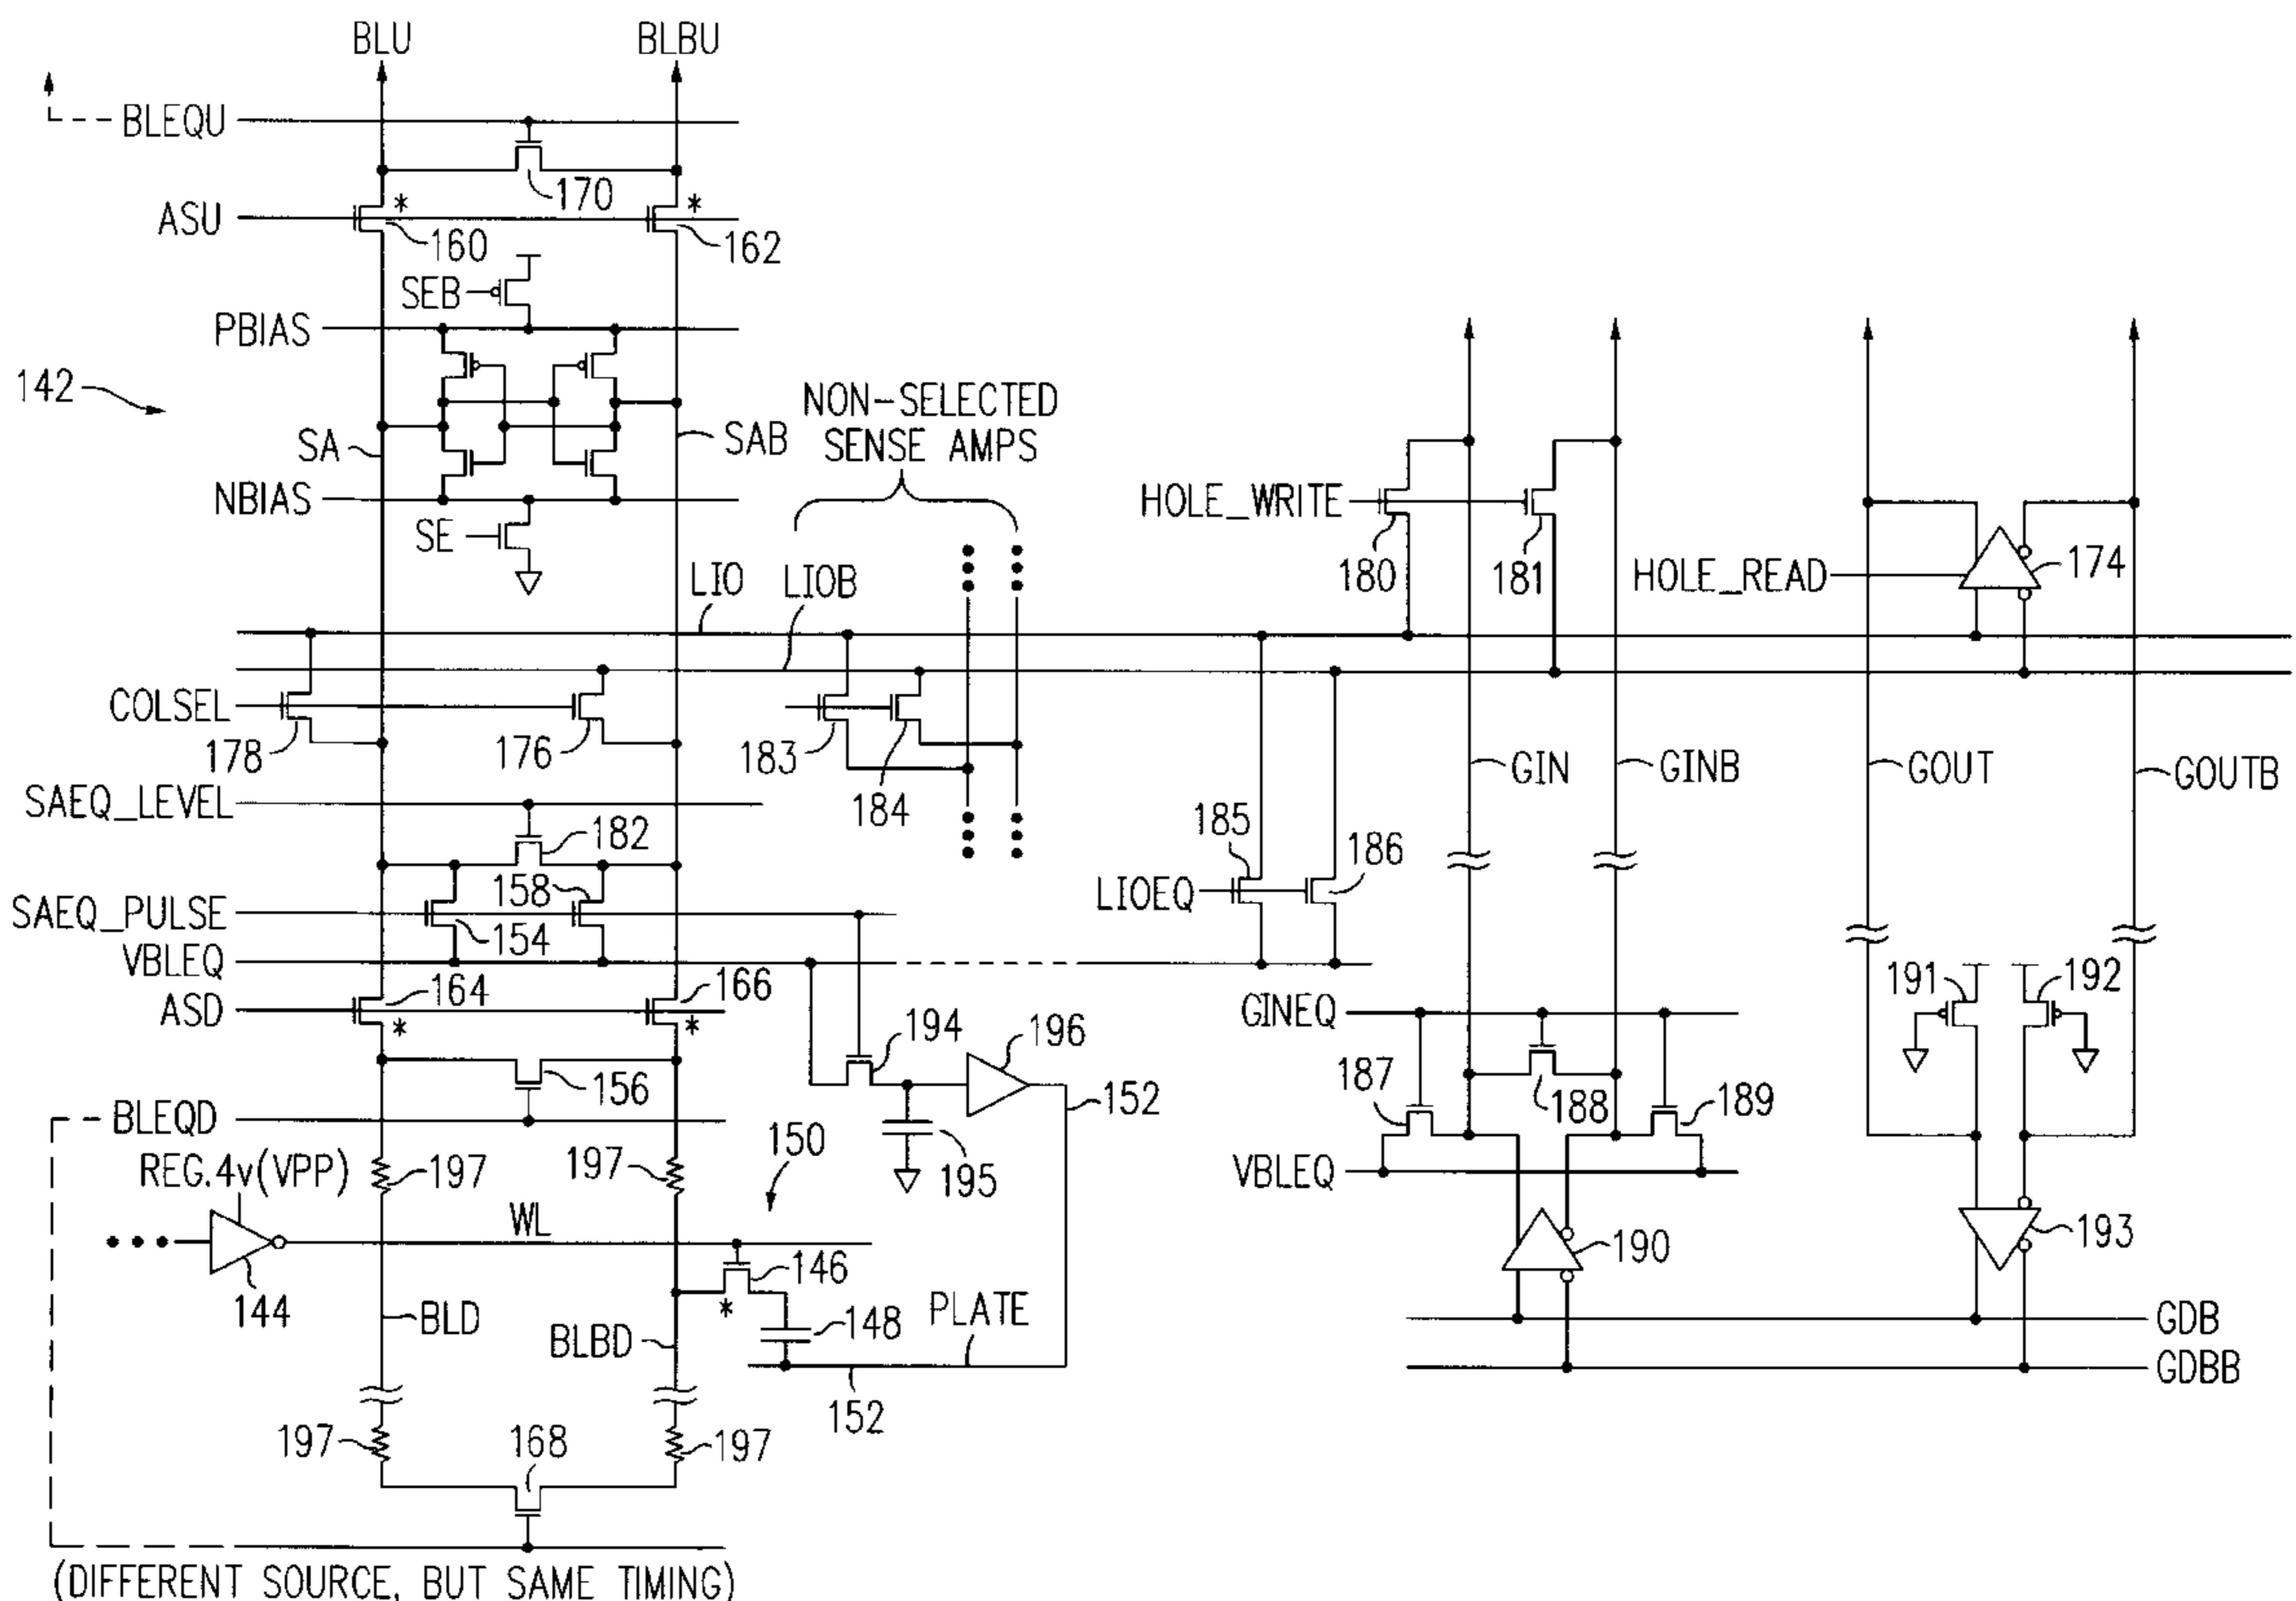 BLU
BLBU
BLEQU
170
ASU
*
*
160
162
SEB
PBIAS
142
NON-SELECTED
SENSE AMPS
SA
SAB
NBIAS
SE
HOLE_WRITE
180
181
HOLE_READ
174
LIO
LIOB
COLSEL
178
176
183
184
GIN
GINB
GOUT
GOUTB
SAEQ_LEVEL
182
185
186
158
LIOEQ
SAEQ_PULSE
154
VBLEQ
164
166
191
192
ASD
*
*
GINEQ
194
196
156
187
188
189
152
BLEQD
150
195
VBLEQ
REG.4v(VPP)
197
197
WL
190
193
144
146
*
148
PLATE
BLD
BLBD
GDB
GDBB
152
197
168
197
(DIFFERENT SOURCE, BUT SAME TIMING)